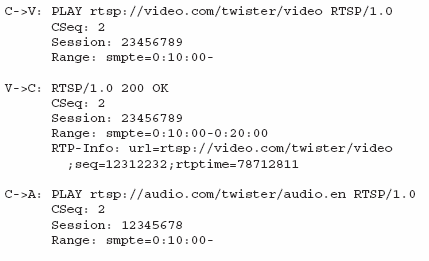 C->V: PLAY rtsp://video.com/twister/video RTSP/1.0
CSeq: 2
Session: 23456789
Range: smpte=0:10:00-
V->C: RTSP/1.0 200 OK
CSeq: 2
Session: 23456789
Range: smpte=0:10:00-0:20:00
RTP-Info: url=rtsp://video.com/twister/video
;seq=12312232;rtptime=78712811
C->A: PLAY rtsp://audio.com/twister/audio.en RTSP/1.0
CSeq: 2
Session: 12345678
Range: smpte=0:10:00-